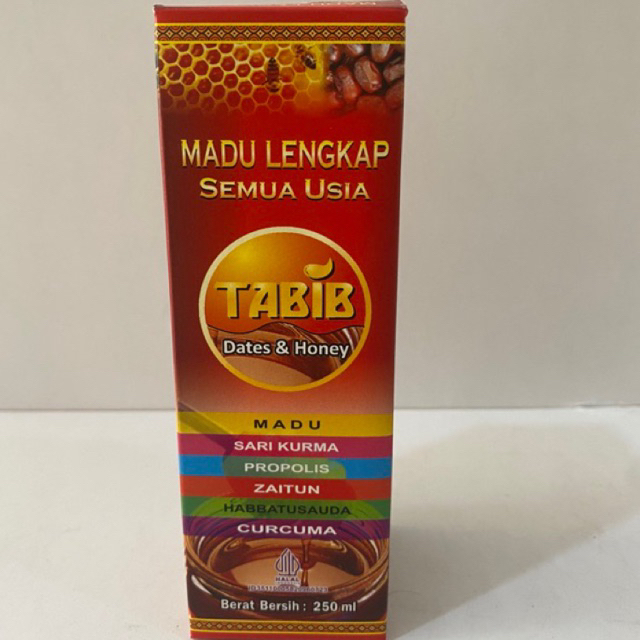 MADU LENGKAP
SEMUA USIA
TABIB
Dates & Honey
MADU
SARI KURMA
PROPOLIS
ZAITUN
HABBATUSAUDA
CURCUMA
HALAL
Berat Bersih : 250 ml